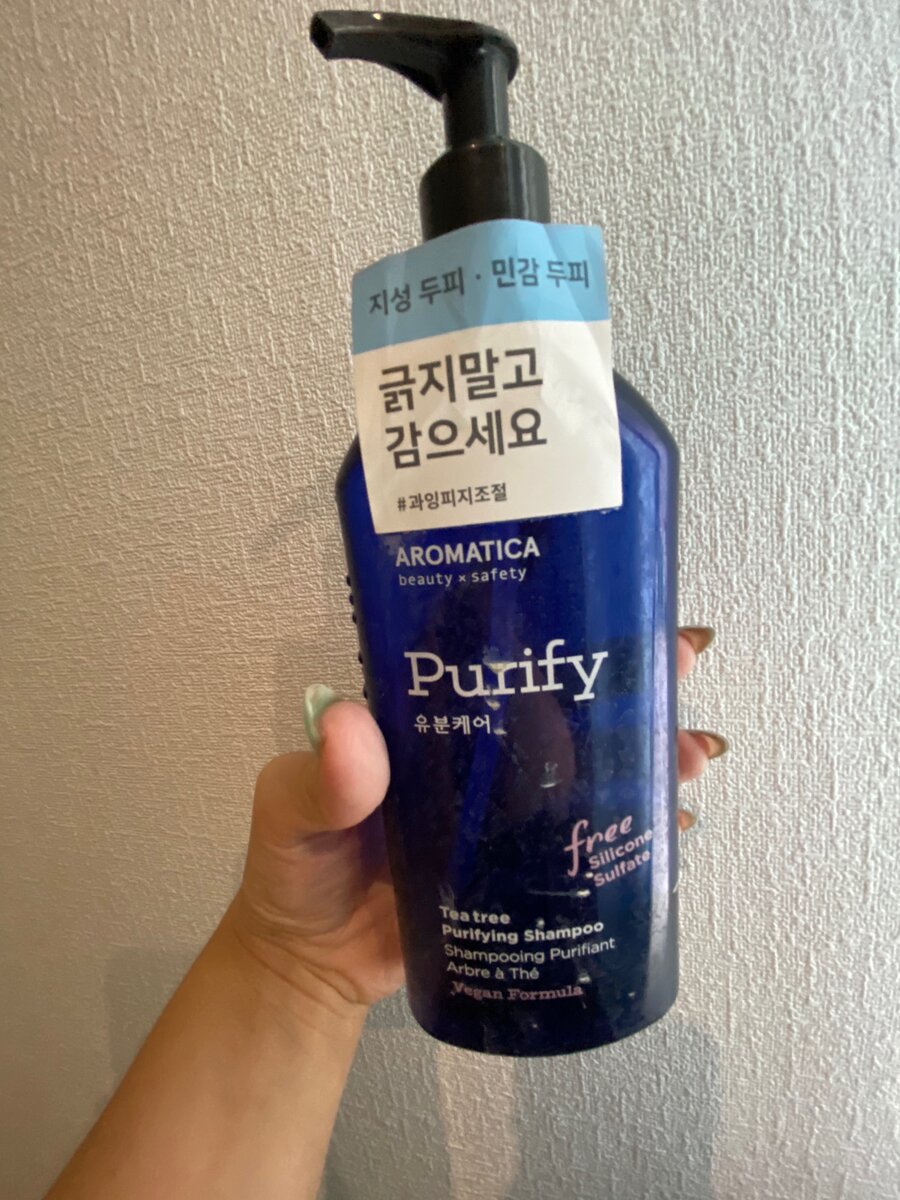 지성 두피 · 민감 두피
긁지말고
감으세요
#과잉피지조절
AROMATICA
beauty × safety
Purify
유분케어
free
Silicone
Sulfate
Tea tree
Purifying Shampoo
Shampooing Purifiant
Arbre à Thé
Vegan Formula